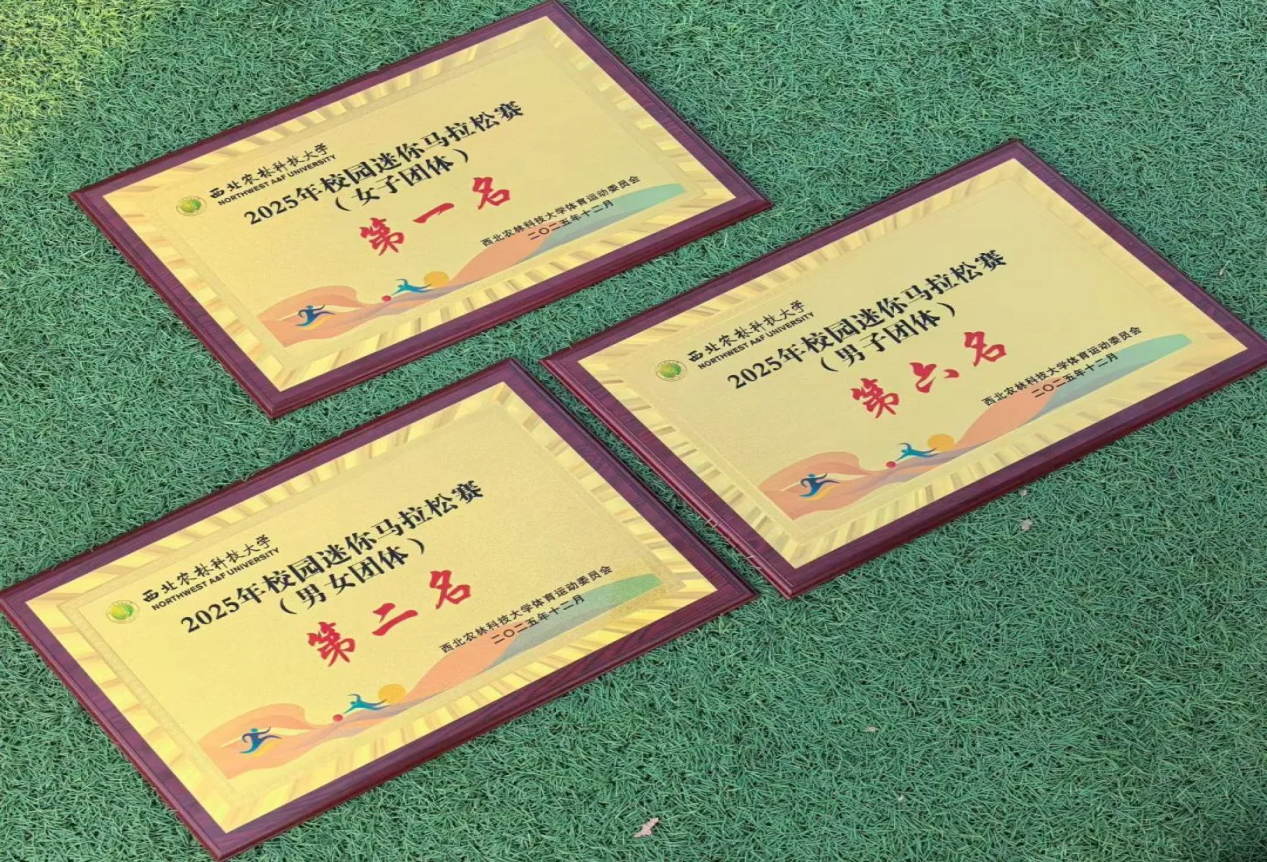 西北农林科技大学
NORTHWEST A&F UNIVERSITY
2025年校园迷你马拉松赛
（女子团体）
第一名
西北农林科技大学体育运动委员会
二〇二五年十二月
西北农林科技大学
NORTHWEST A&F UNIVERSITY
2025年校园迷你马拉松赛
（男子团体）
第六名
西北农林科技大学体育运动委员会
二〇二五年十二月
西北农林科技大学
NORTHWEST A&F UNIVERSITY
2025年校园迷你马拉松赛
（男女团体）
第二名
西北农林科技大学体育运动委员会
二〇二五年十二月